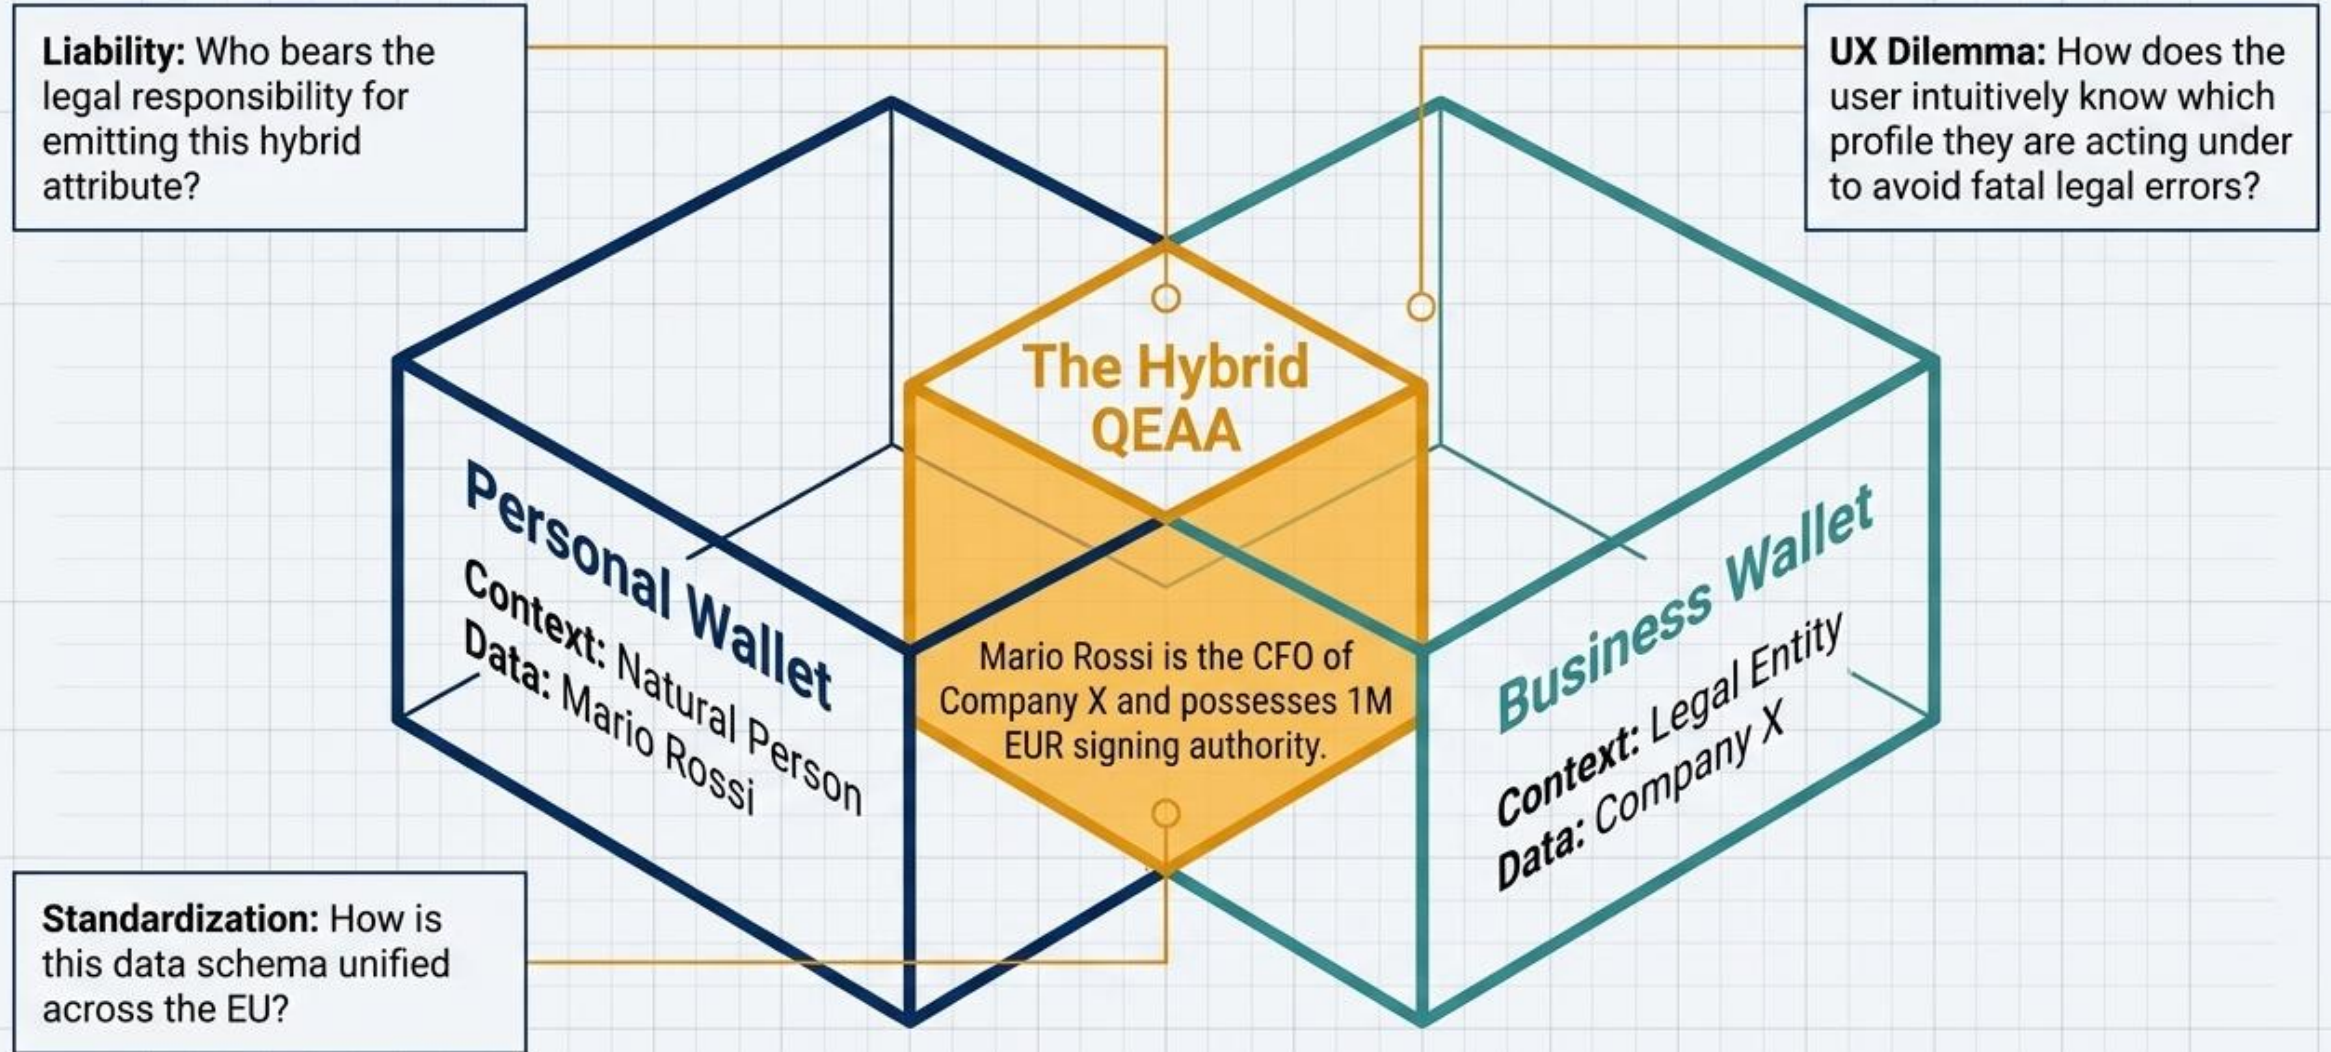 Liability: Who bears the
legal responsibility for
emitting this hybrid
attribute?
UX Dilemma: How does the
user intuitively know which
profile they are acting under
to avoid fatal legal errors?
The Hybrid
QEAA
Personal Wallet
Context: Natural Person
Data: Mario Rossi
Mario Rossi is the CFO of
Company X and possesses 1M
EUR signing authority.
Business Wallet
Context: Legal Entity
Data: Company X
Standardization: How is
this data schema unified
across the EU?